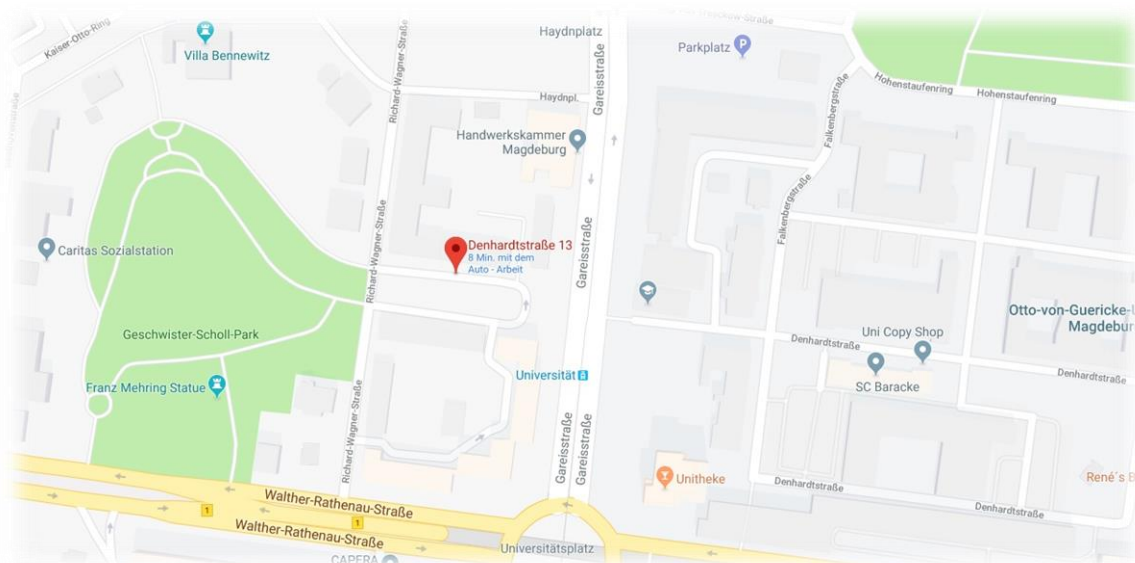 Kaiser-Otto-Ring
Villa Bennewitz
Richard-Wagner-Straße
Haydnplatz
Gareisstraße
Parkplatz
P
Hohenstaufenring
Hohenstaufenring
Haydnpl.
Handwerkskammer
Magdeburg
Falkenbergstraße
Falkenbergstraße
Caritas Sozialstation
Richard-Wagner-Straße
Denhardtstraße 13
8 Min. mit dem
Auto - Arbeit
Gareisstraße
Geschwister-Scholl-Park
Otto-von-Guericke-
Magdebur
Uni Copy Shop
Denhardtstraße
Denhardtstraße
SC Baracke
Franz Mehring Statue
Universität
Richard-Wagner-Straße
Gareisstraße
Gareisstraße
Unitheke
René´s B
Denhardtstraße
Denhardtstraße
Walther-Rathenau-Straße
1
1
Walther-Rathenau-Straße
Universitätsplatz
CAPERA